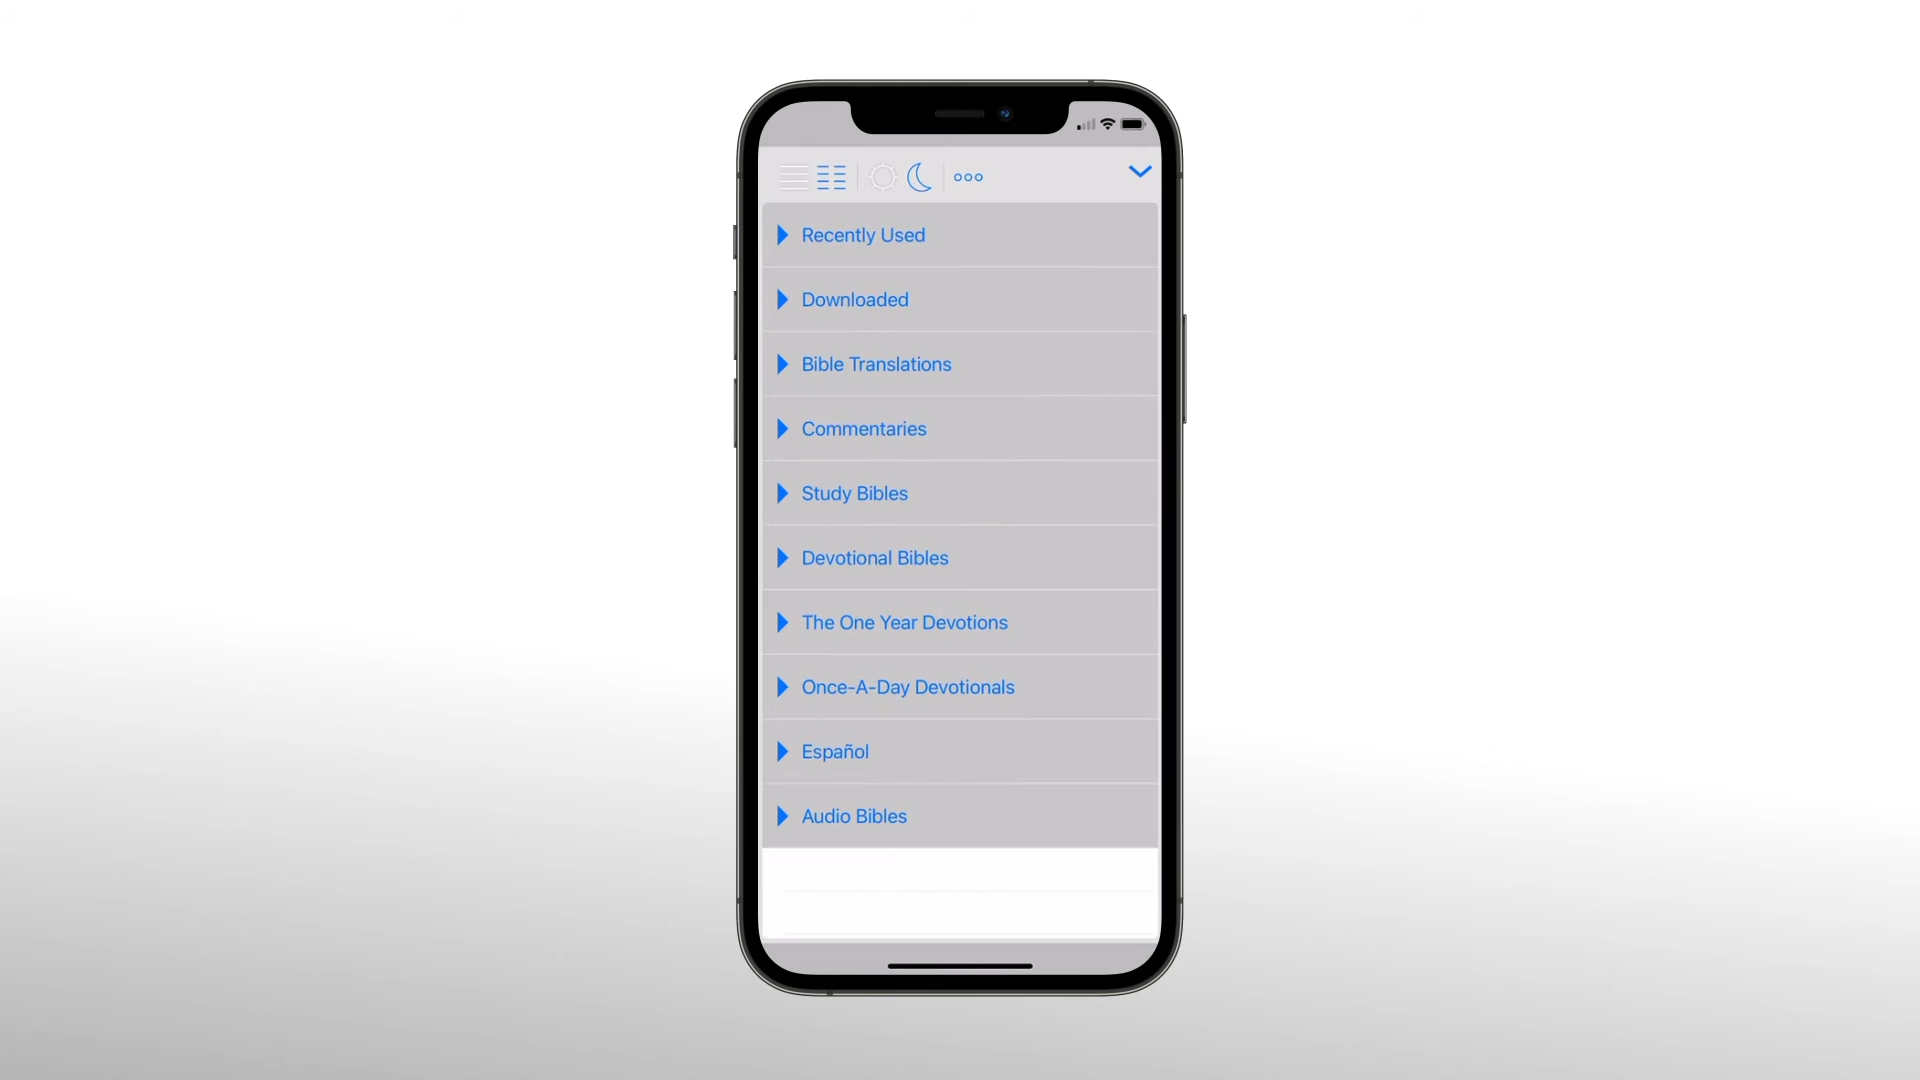 Recently Used
Downloaded
Bible Translations
Commentaries
Study Bibles
Devotional Bibles
The One Year Devotions
Once-A-Day Devotionals
Español
Audio Bibles